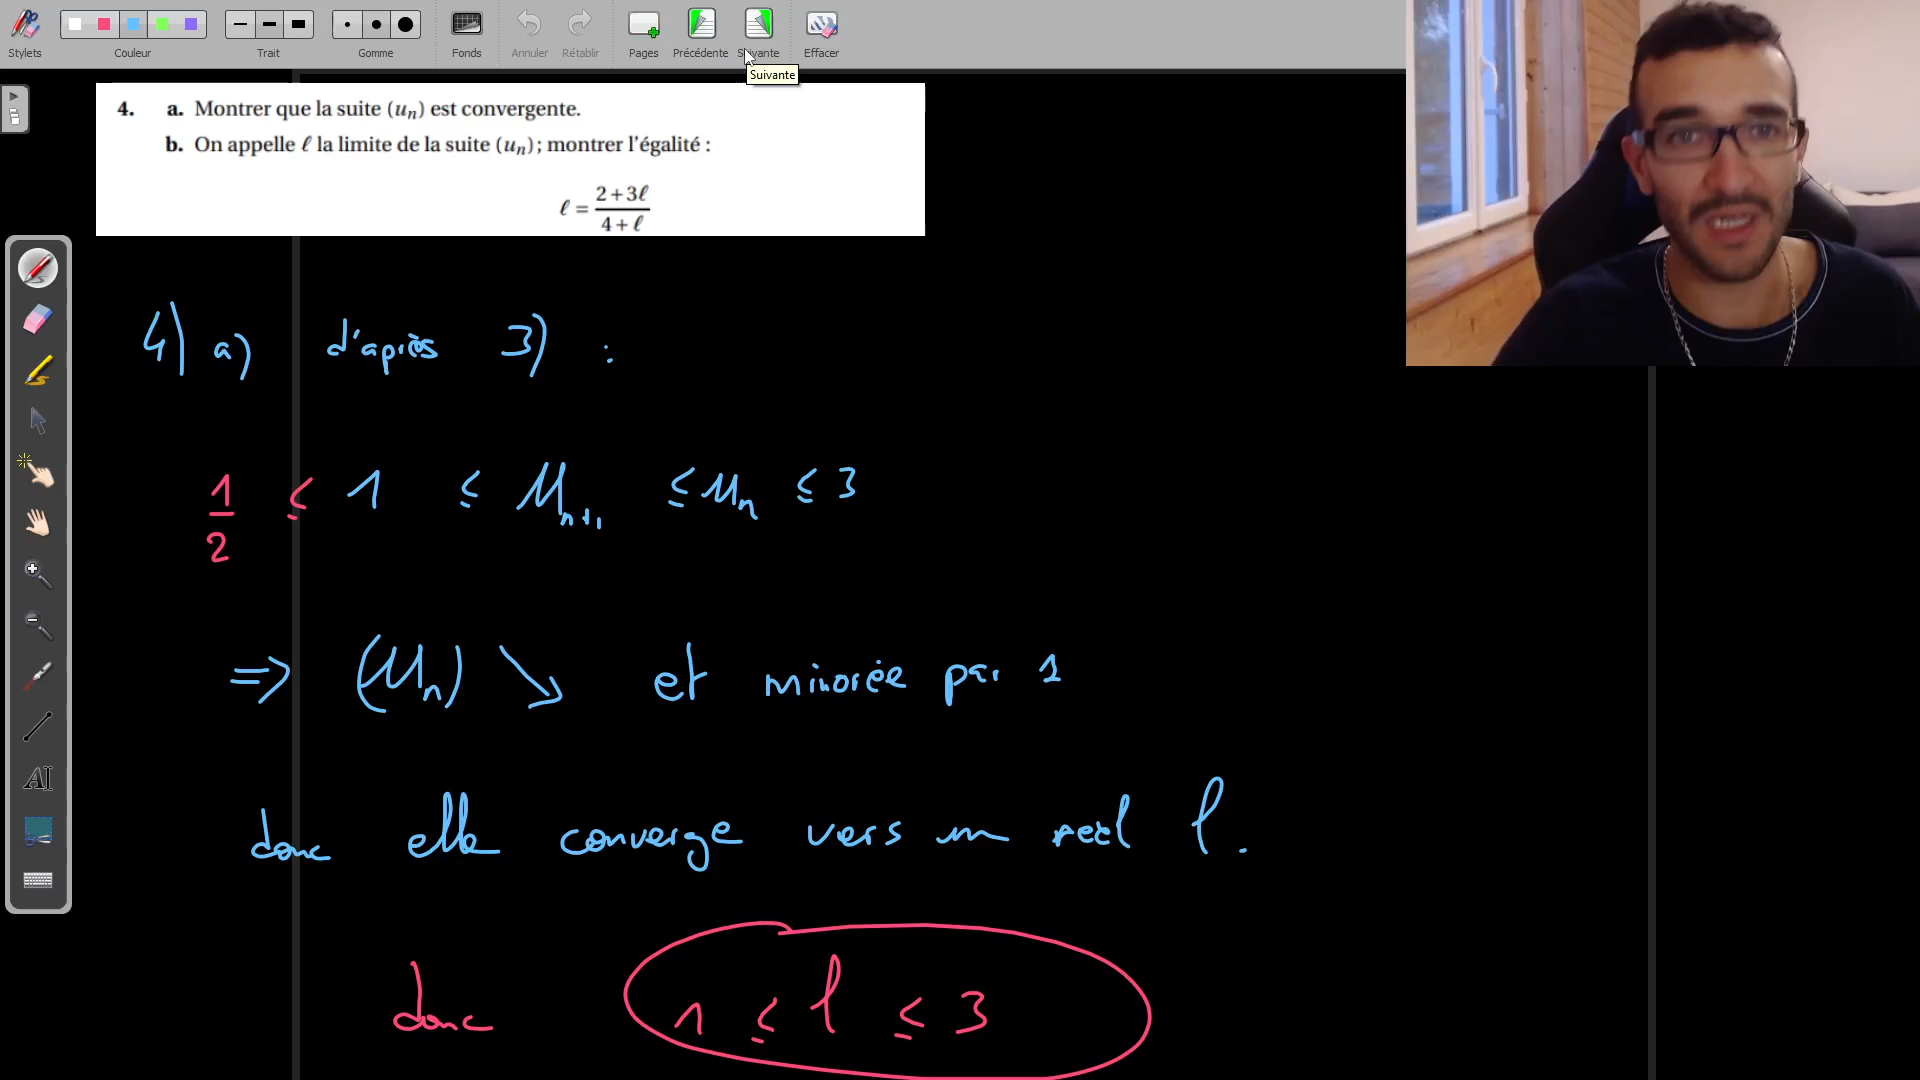 Stylets Couleur Trait Gomme Fonds Annuler Rétablir Pages Précédente Suivante Effacer
Suivante
4. a. Montrer que la suite (uₙ) est convergente.
b. On appelle ℓ la limite de la suite (uₙ) ; montrer l'égalité :
ℓ = (2+3ℓ)/(4+ℓ)
4) a) d'après 3) :
1/2 ≤ 1 ≤ uₙ₊₁ ≤ uₙ ≤ 3
=> (uₙ) ↘ et minorée par 1
donc elle converge vers un réel ℓ.
donc 1 ≤ ℓ ≤ 3
AI